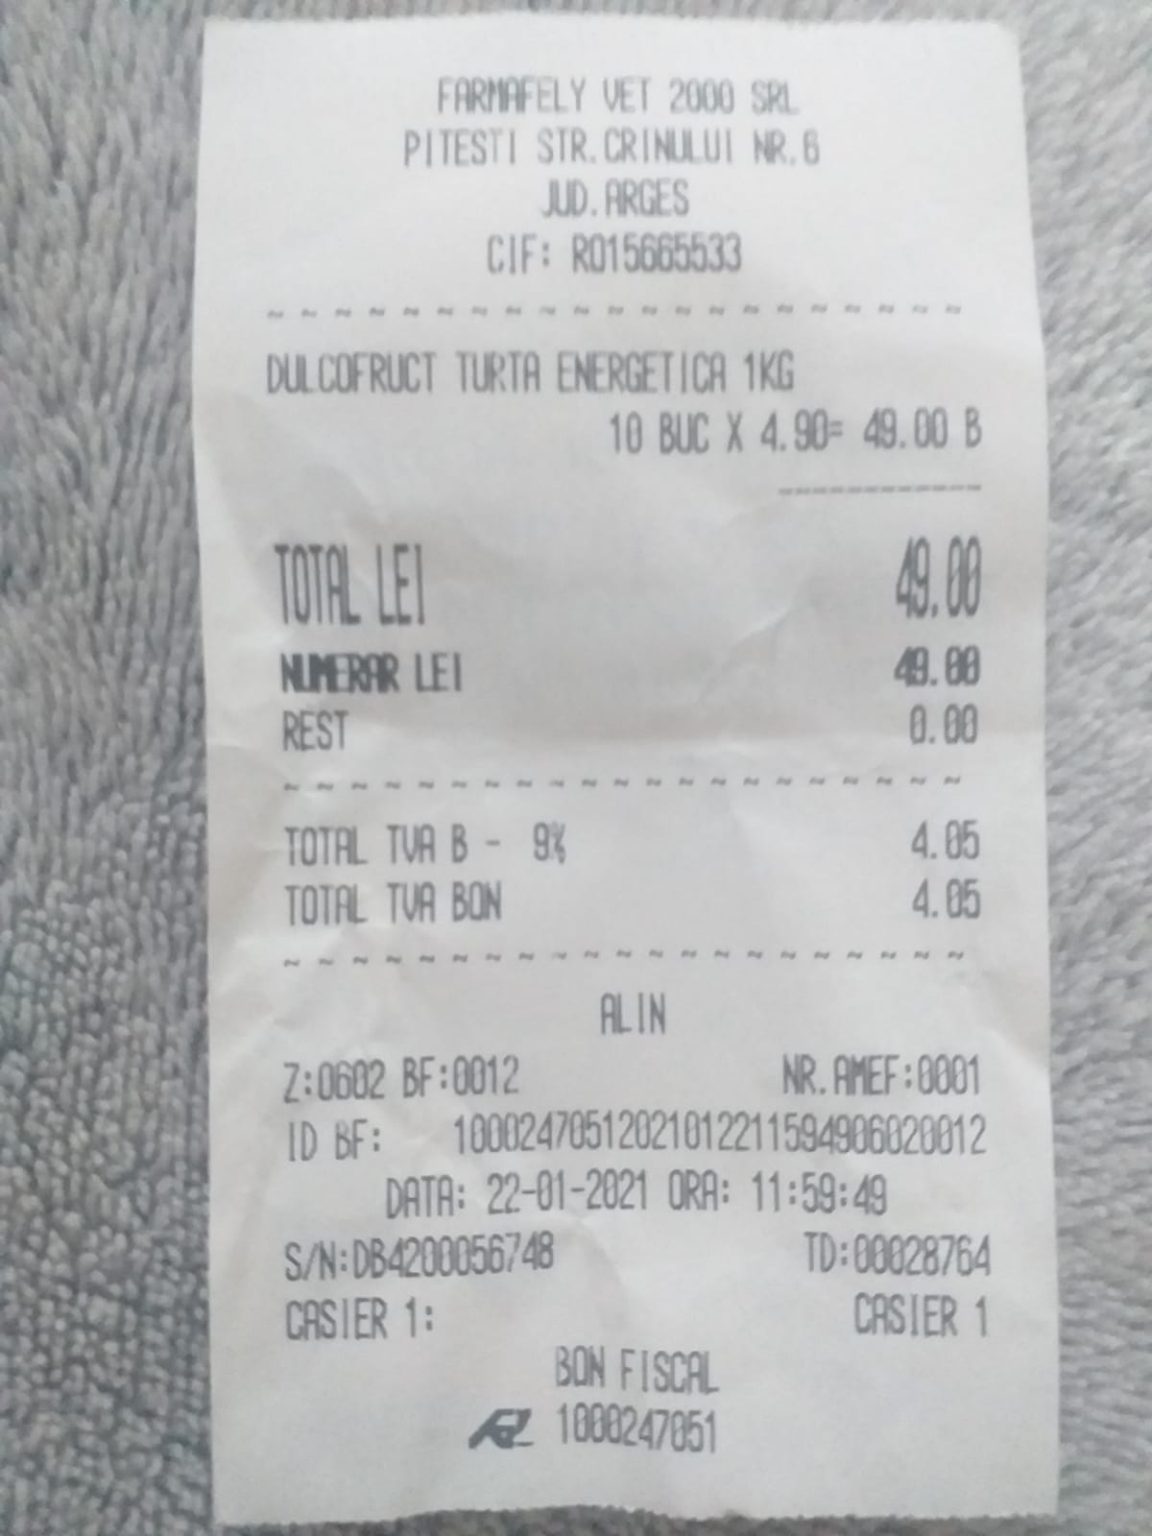 FARMAFELY VET 2000 SRL
PITESTI STR.CRINULUI NR.6
JUD.ARGES
CIF: RO15665533
~ ~ ~ ~ ~ ~ ~ ~ ~ ~ ~ ~ ~ ~ ~ ~ ~ ~ ~ ~ ~
DULCOFRUCT TURTA ENERGETICA 1KG
10 BUC X 4.90= 49.00 B
------------
TOTAL LEI 49.00
NUMERAR LEI 49.00
REST 0.00
~ ~ ~ ~ ~ ~ ~ ~ ~ ~ ~ ~ ~ ~ ~ ~ ~ ~ ~ ~
TOTAL TVA B - 9% 4.05
TOTAL TVA BON 4.05
~ ~ ~ ~ ~ ~ ~ ~ ~ ~ ~ ~ ~ ~ ~ ~ ~ ~ ~ ~
ALIN
Z:0602 BF:0012 NR.AMEF:0001
ID BF: 1000247051202101221159490602​0012
DATA: 22-01-2021 ORA: 11:59:49
S/N:DB4200056748 TD:00028764
CASIER 1: CASIER 1
BON FISCAL
1000247051